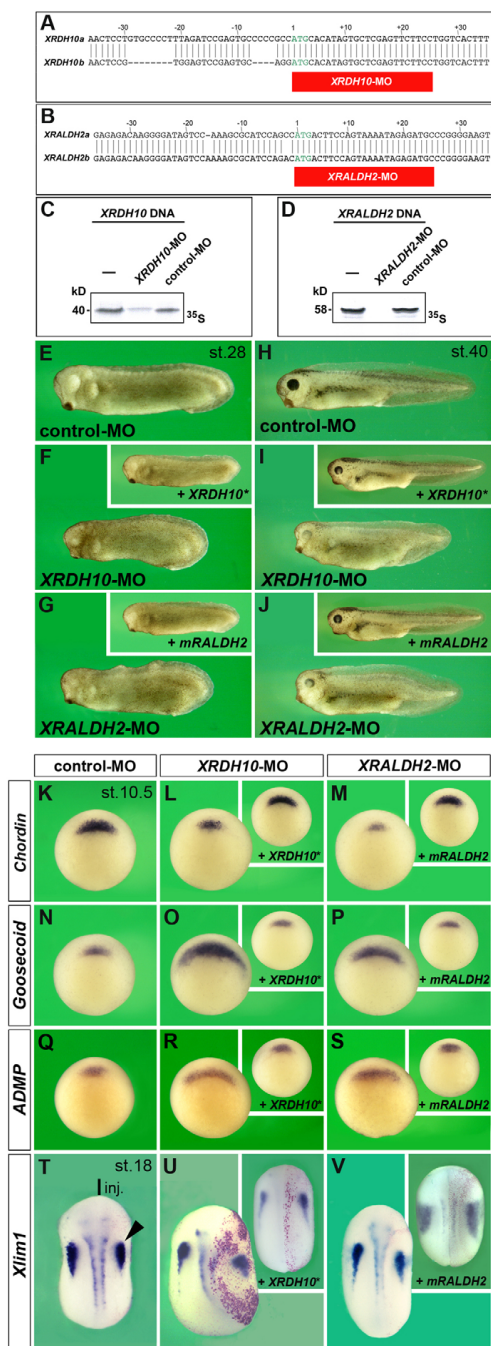 A
-30 -20 -10 1 +10 +20 +30
XRDH10a AACTCCTGTGCCCCTTTAGATCCGAGTGCCCCCGCCATGCACATAGTGCTCGAGTTCTTCCTGGTCACTTT
XRDH10b AACTCCG--------TGGAGTCCGAGTGC----AGGATGCACATAGTGCTCGAGTTCTTCCTGGTCACTTT
XRDH10-MO
B
-30 -20 -10 1 +10 +20 +30
XRALDH2a GAGAGACAAGGGGATAGTCC-AAAGCGCATCCAGCCATGACTTCCAGTAAAATAGAGATGCCCGGGGAAGT
XRALDH2b GAGAGACAAGGGGATAGTCCAAAAGCGCATCCAGACATGACTTCCAGTAAAATAGAGATGCCCGGGGAAGT
XRALDH2-MO
C
XRDH10 DNA
— XRDH10-MO control-MO
kD
40
35S
D
XRALDH2 DNA
— XRALDH2-MO control-MO
kD
58
35S
E st.28
control-MO
H st.40
control-MO
F
+ XRDH10*
XRDH10-MO
I
+ XRDH10*
XRDH10-MO
G
+ mRALDH2
XRALDH2-MO
J
+ mRALDH2
XRALDH2-MO
control-MO XRDH10-MO XRALDH2-MO
Chordin
K st.10.5
L
+ XRDH10*
M
+ mRALDH2
Goosecoid
N
O
+ XRDH10*
P
+ mRALDH2
ADMP
Q
R
+ XRDH10*
S
+ mRALDH2
Xlim1
T st.18
inj.
U
+ XRDH10*
V
+ mRALDH2